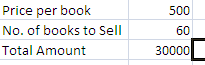 Price per book 500
No. of books to Sell 60
Total Amount 30000